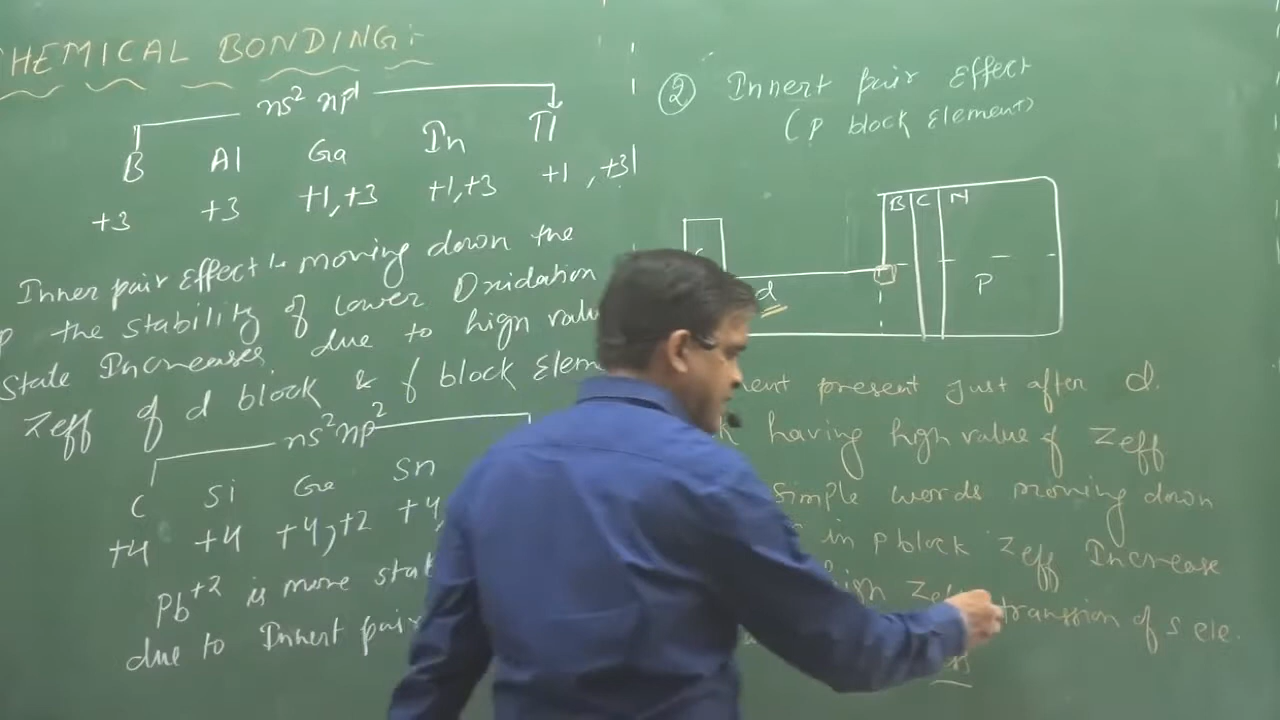 HEMICAL BONDING:-
ns² np¹
B Al Ga In Tl
+3 +3 +1,+3 +1,+3 +1,+3
Inner pair Effect :- moving down the
the stability of lower Oxidation
State Increases due to high valu
Zeff of d block & f block Elem
ns² np²
C Si Ge Sn
+4 +4 +4,+2 +4,
Pb⁺² is more stab
due to Innert pair
② Innert pair Effect
(P block Element)
B C N
d P
ent present just after d.
k having high value of Zeff
simple words moving down
in p block Zeff Increase
high Zeff of s ele.